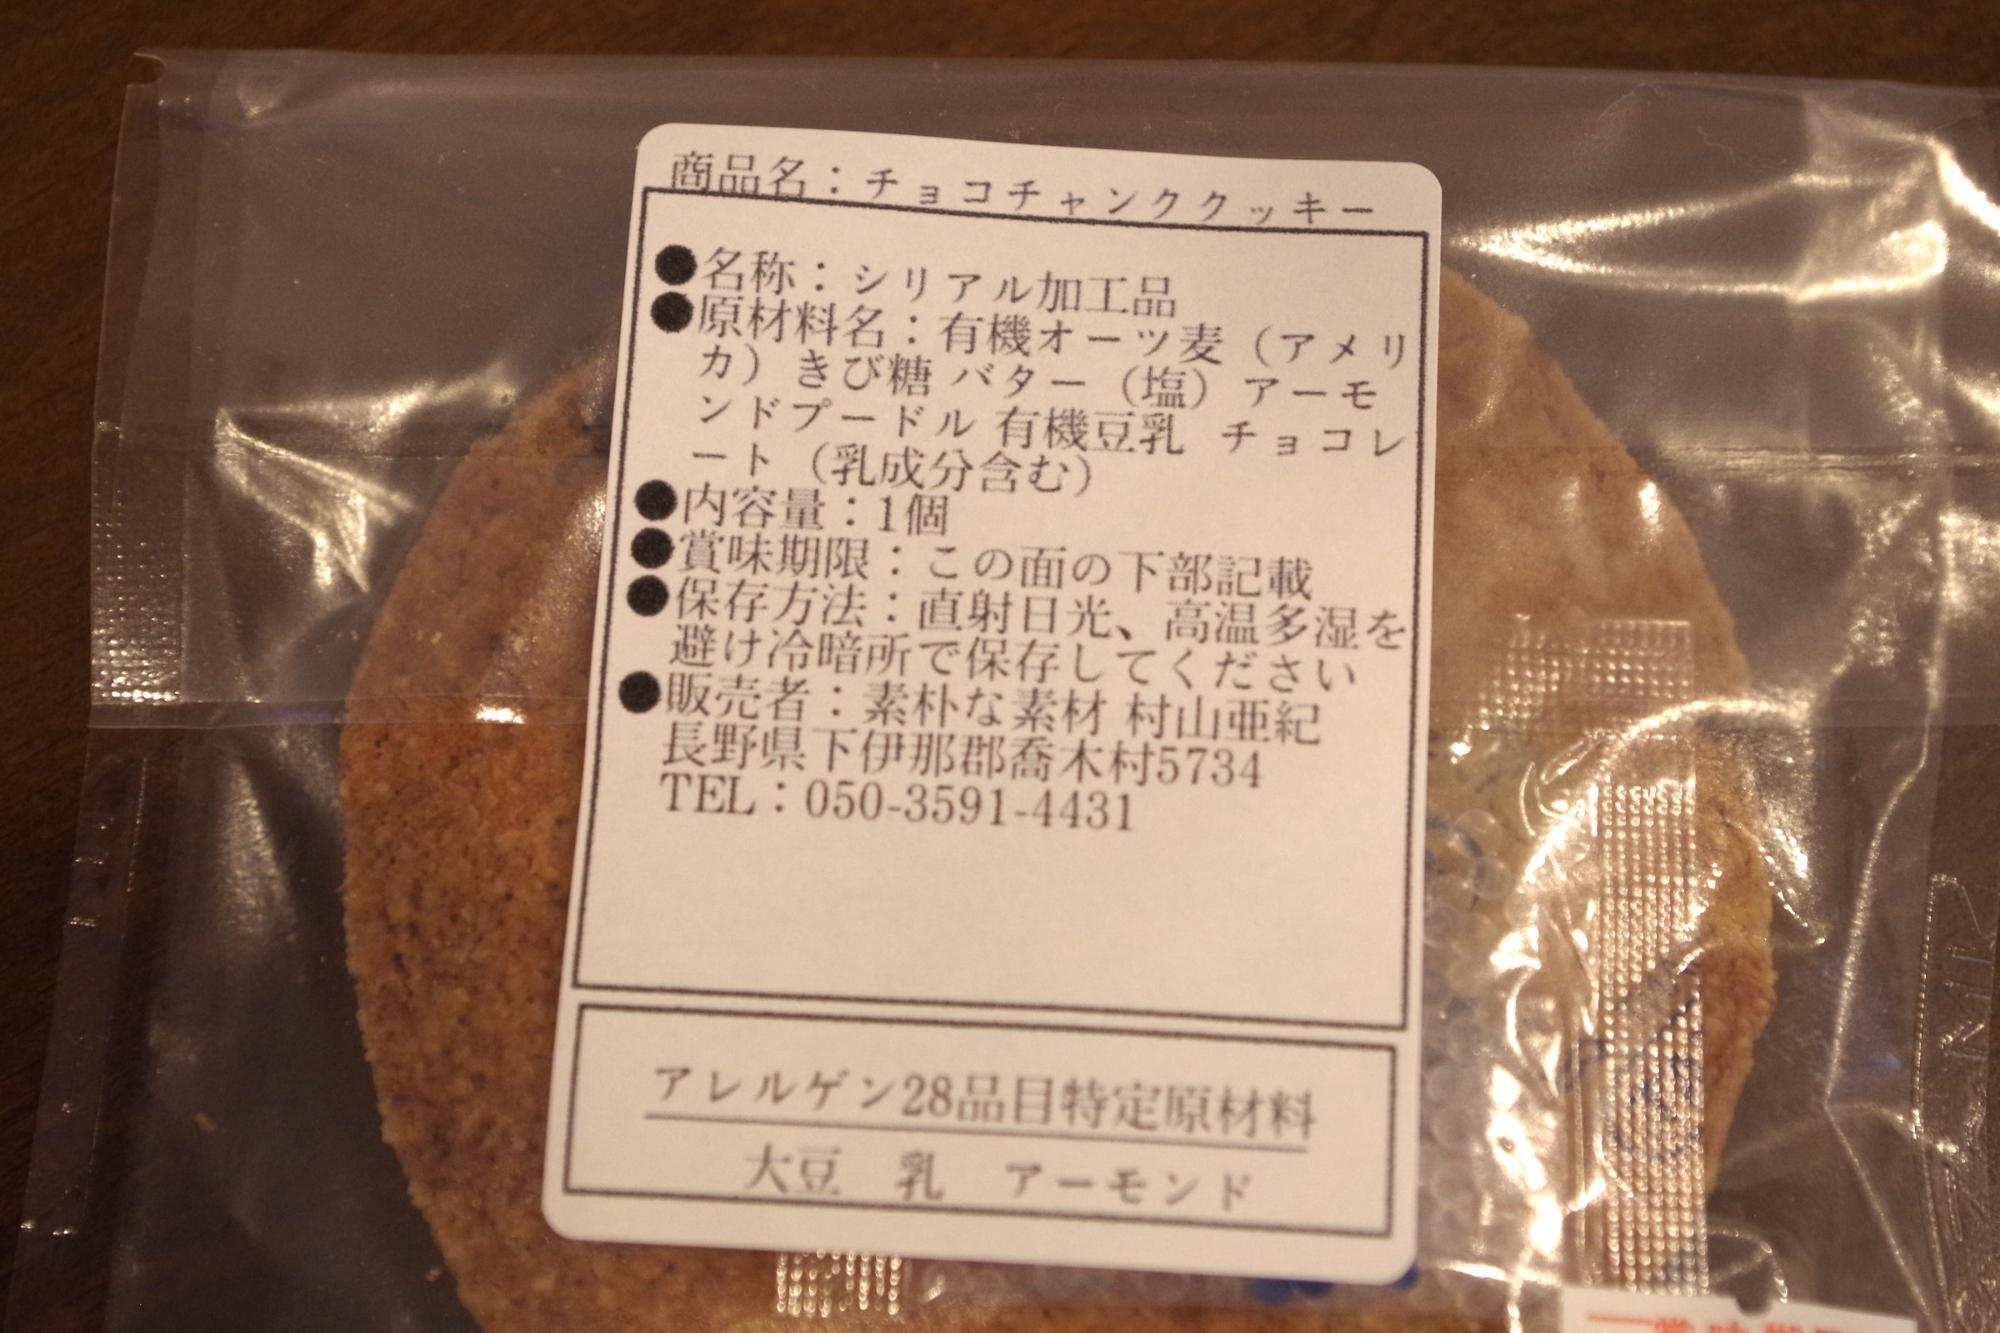 商品名：チョコチャンククッキー
●名称：シリアル加工品
●原材料名：有機オーツ麦（アメリ
カ）きび糖 バター（塩）アーモ
ンドプードル 有機豆乳 チョコレ
ート（乳成分含む）
●内容量：1個
●賞味期限：この面の下部記載
●保存方法：直射日光、高温多湿を
避け冷暗所で保存してください
●販売者：素朴な素材 村山亜紀
長野県下伊那郡喬木村5734
TEL：050-3591-4431
アレルゲン28品目特定原材料
大豆 乳 アーモンド